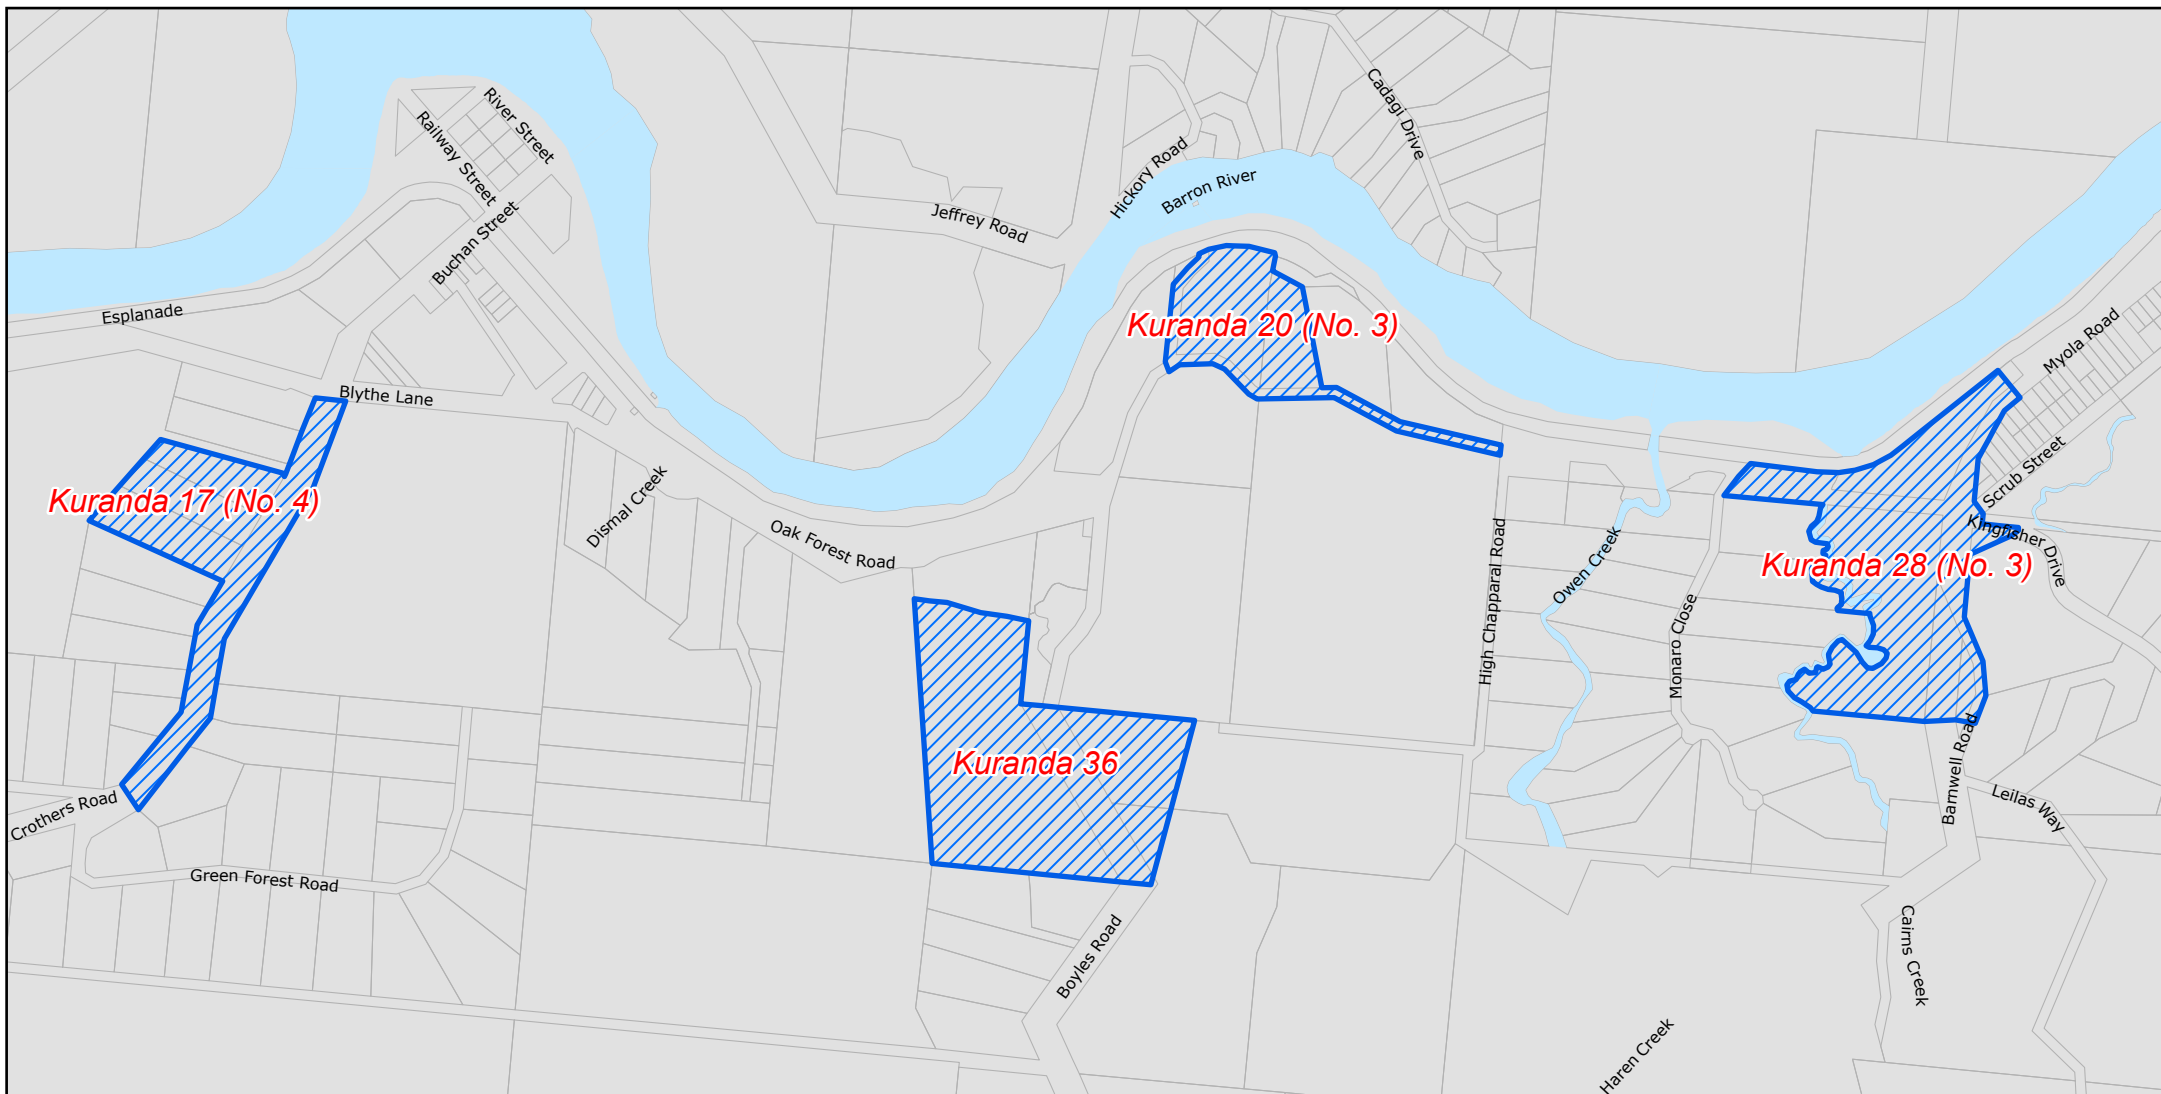 River Street
Railway Street
Buchan Street
Esplanade
Blythe Lane
Kuranda 17 (No. 4)
Crothers Road
Green Forest Road
Dismal Creek
Oak Forest Road
Jeffrey Road
Hickory Road
Barron River
Cadagi Drive
Kuranda 20 (No. 3)
Kuranda 36
Boyles Road
High Chapparal Road
Owen Creek
Monaro Close
Myola Road
Scrub Street
Kingfisher Drive
Kuranda 28 (No. 3)
Barnwell Road
Leilas Way
Cairns Creek
Haren Creek